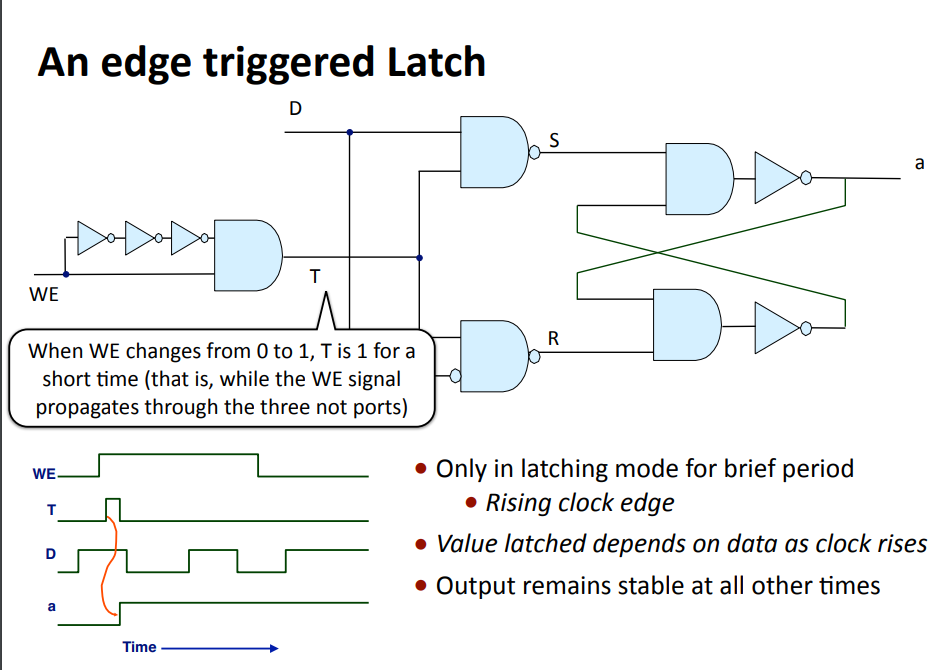 An edge triggered Latch
D
S
a
T
WE
R
When WE changes from 0 to 1, T is 1 for a
short time (that is, while the WE signal
propagates through the three not ports)
WE
T
D
a
Time
• Only in latching mode for brief period
• Rising clock edge
• Value latched depends on data as clock rises
• Output remains stable at all other times